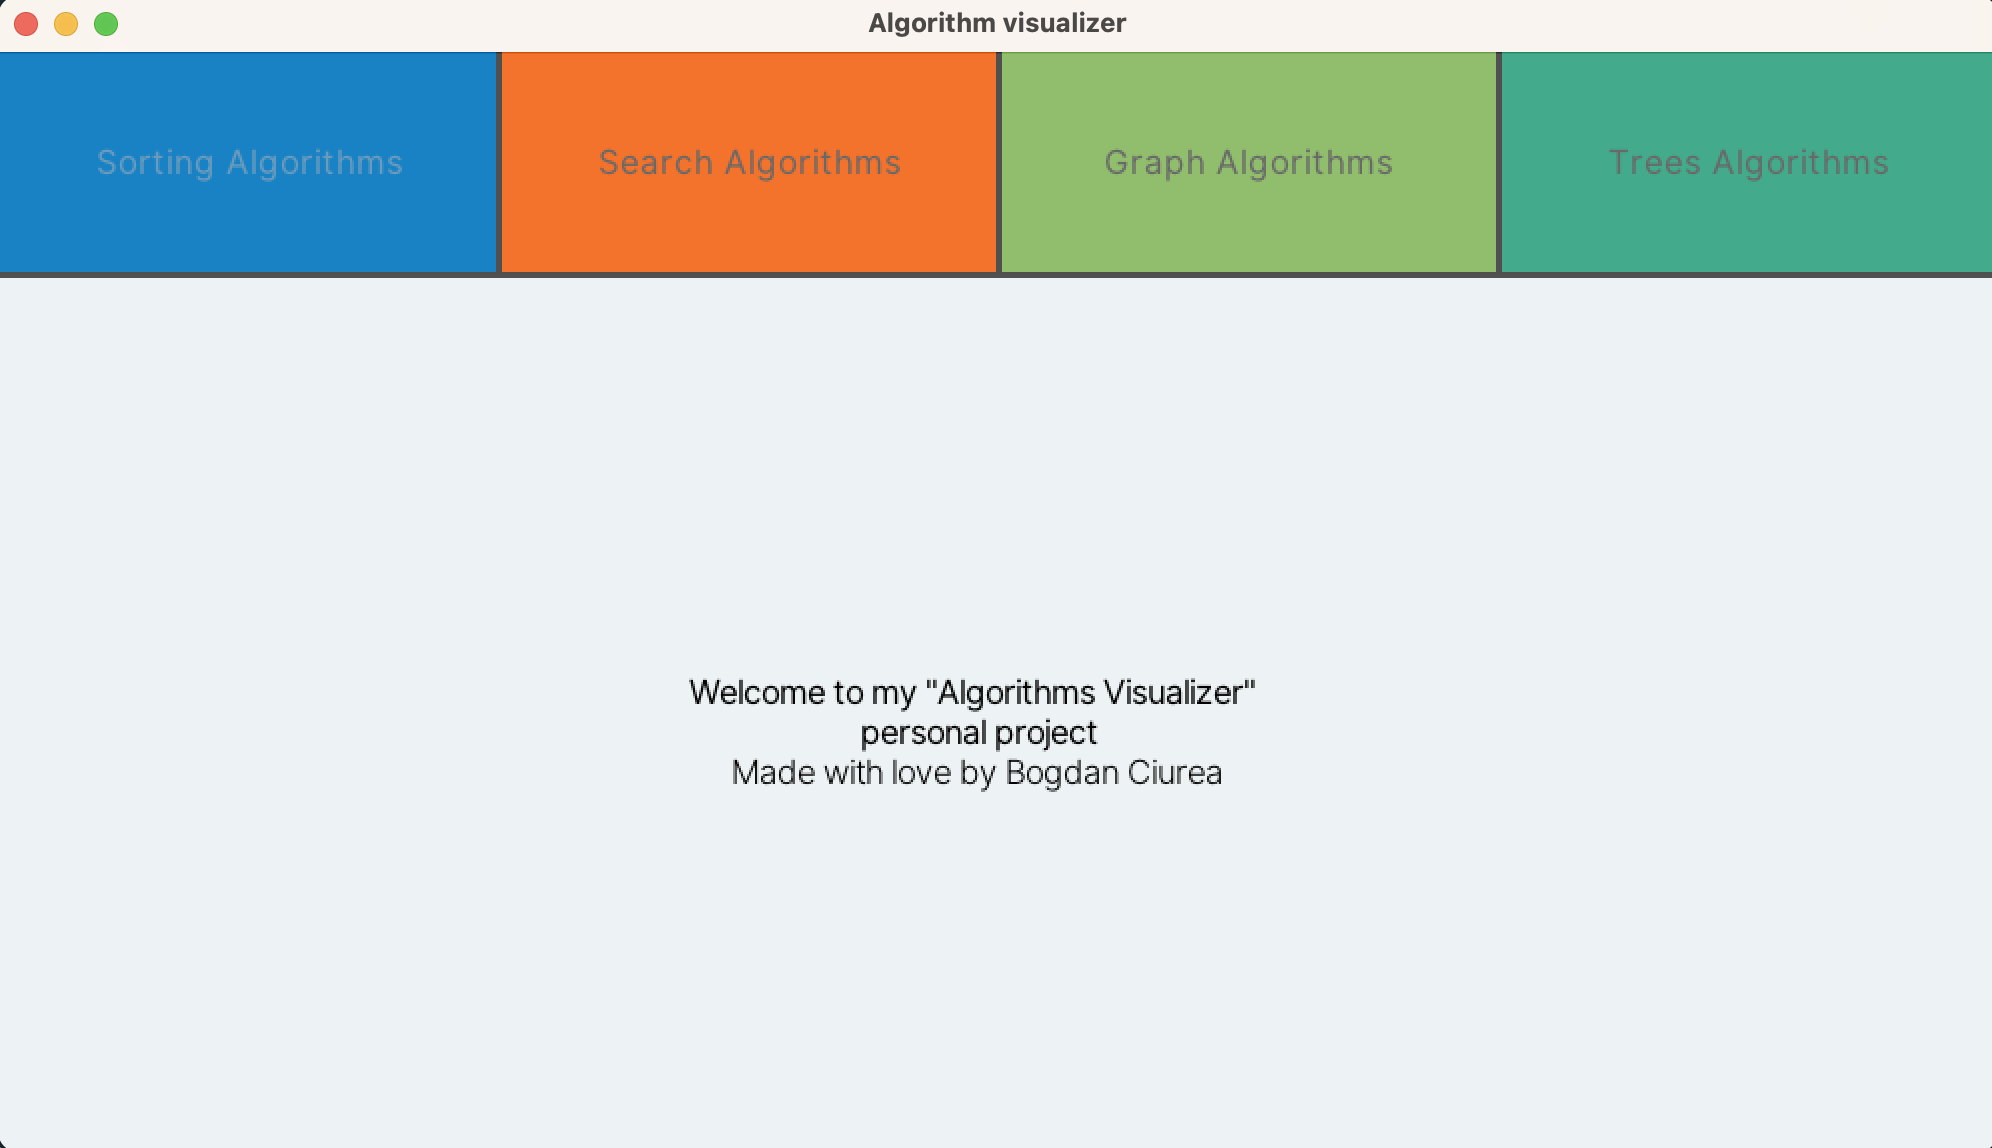 Algorithm visualizer
Sorting Algorithms
Search Algorithms
Graph Algorithms
Trees Algorithms
Welcome to my "Algorithms Visualizer"
personal project
Made with love by Bogdan Ciurea